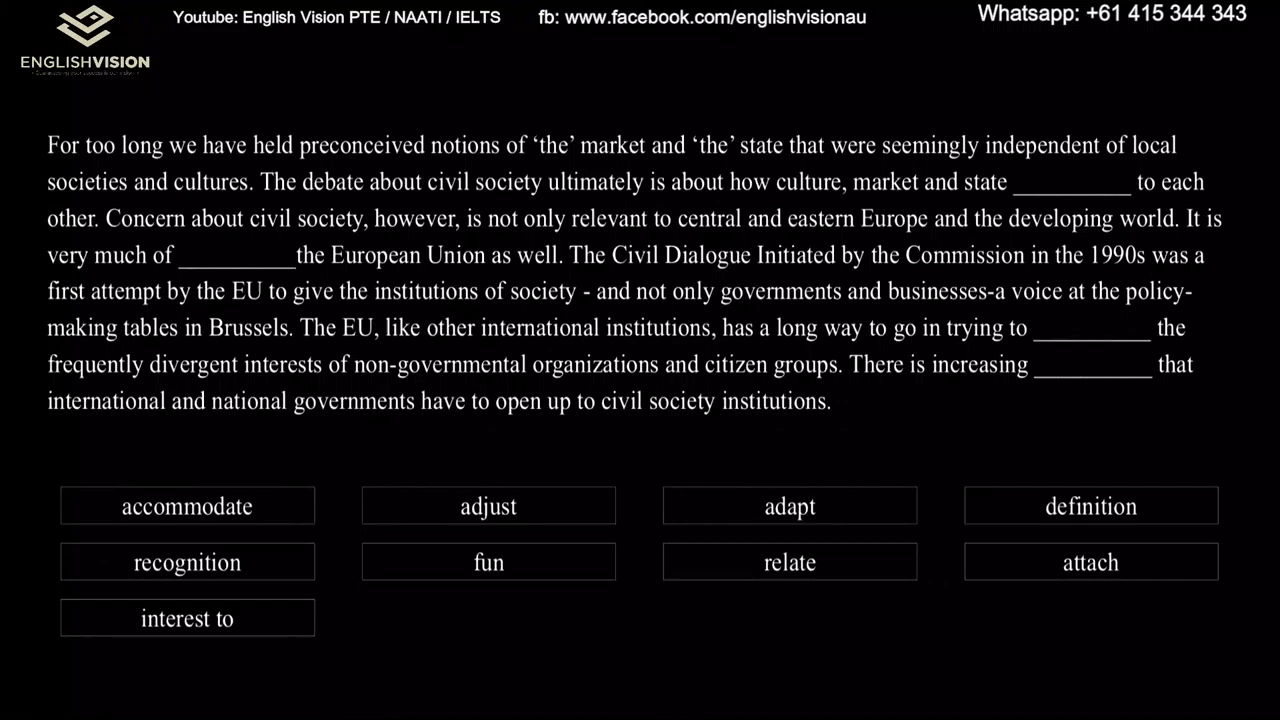 Youtube: English Vision PTE / NAATI / IELTS fb: www.facebook.com/englishvisionau Whatsapp: +61 415 344 343
ENGLISHVISION
For too long we have held preconceived notions of ‘the’ market and ‘the’ state that were seemingly independent of local
societies and cultures. The debate about civil society ultimately is about how culture, market and state __________ to each
other. Concern about civil society, however, is not only relevant to central and eastern Europe and the developing world. It is
very much of __________the European Union as well. The Civil Dialogue Initiated by the Commission in the 1990s was a
first attempt by the EU to give the institutions of society - and not only governments and businesses-a voice at the policy-
making tables in Brussels. The EU, like other international institutions, has a long way to go in trying to __________ the
frequently divergent interests of non-governmental organizations and citizen groups. There is increasing __________ that
international and national governments have to open up to civil society institutions.
accommodate adjust adapt definition
recognition fun relate attach
interest to